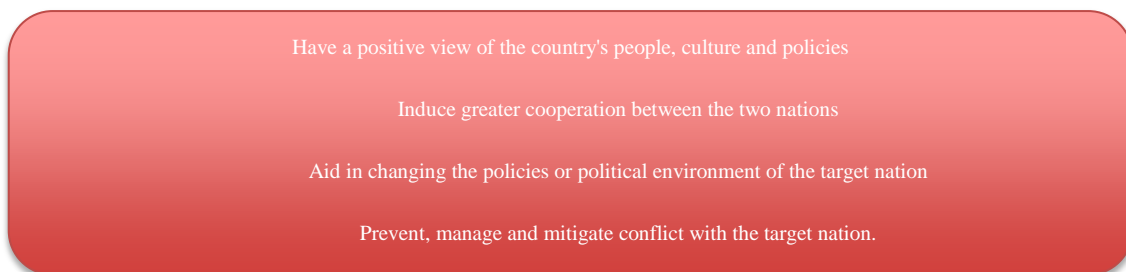 Have a positive view of the country's people, culture and policies
Induce greater cooperation between the two nations
Aid in changing the policies or political environment of the target nation
Prevent, manage and mitigate conflict with the target nation.